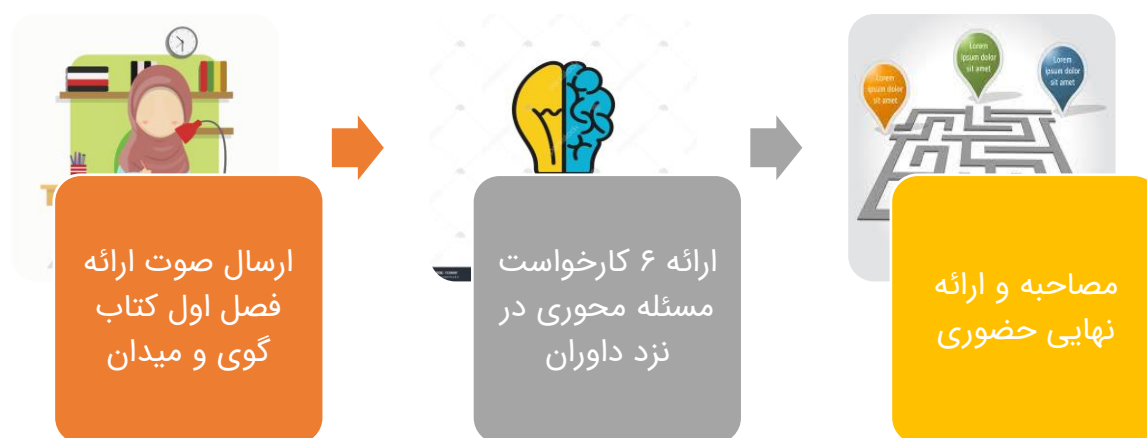 ارسال صوت ارائه
فصل اول کتاب
گوی و میدان
ارائه ۶ کارخواست
مسئله محوری در
نزد داوران
مصاحبه و ارائه
نهایی حضوری
Lorem
ipsum dolor
sit amet
Lorem
ipsum dolor
sit amet
Lorem
ipsum dolor
sit amet